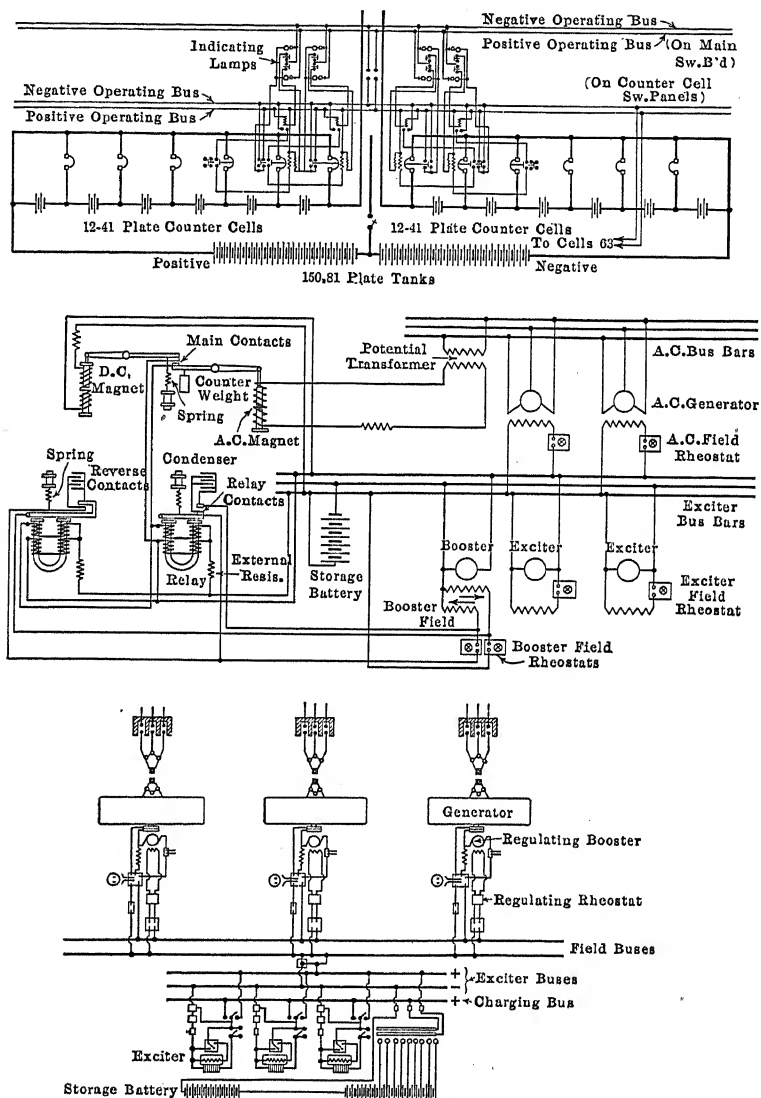 Negative Operating Bus
Indicating
Lamps
Positive Operating Bus
(On Main
Sw.B'd)
(On Counter Cell
Sw.Panels)
Negative Operating Bus
Positive Operating Bus
12-41 Plate Counter Cells
12-41 Plate Counter Cells
To Cells 63
Positive
Negative
150,81 Plate Tanks
Main Contacts
D.C.
Magnet
Counter
Weight
Spring
A.C.Magnet
Potential
Transformer
A.C.Bus Bars
A.C.Generator
A.C.Field
Rheostat
Spring
Reverse
Contacts
Condenser
Relay
Contacts
Exciter
Bus Bars
External
Resis.
Relay
Storage
Battery
Booster
Exciter
Exciter
Booster
Field
Exciter
Field
Rheostat
Booster Field
Rheostats
Generator
Regulating Booster
Regulating Rheostat
Field Buses
+
Exciter Buses
-
+
Charging Bus
Exciter
Storage Battery